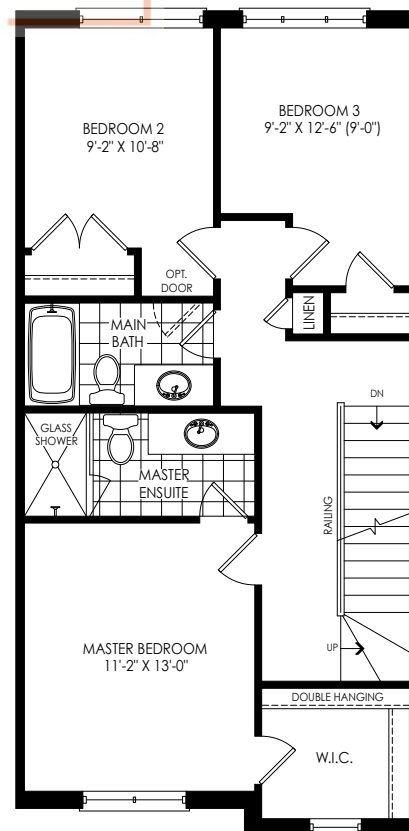 BEDROOM 2
9'-2" X 10'-8"
BEDROOM 3
9'-2" X 12'-6" (9'-0")
OPT.
DOOR
LINEN
MAIN
BATH
DN
GLASS
SHOWER
MASTER
ENSUITE
RAILING
UP
MASTER BEDROOM
11'-2" X 13'-0"
DOUBLE HANGING
W.I.C.